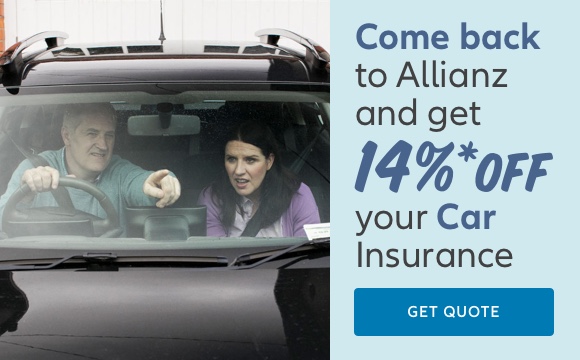 Come back
to Allianz
and get
14%*OFF
your Car
Insurance
GET QUOTE